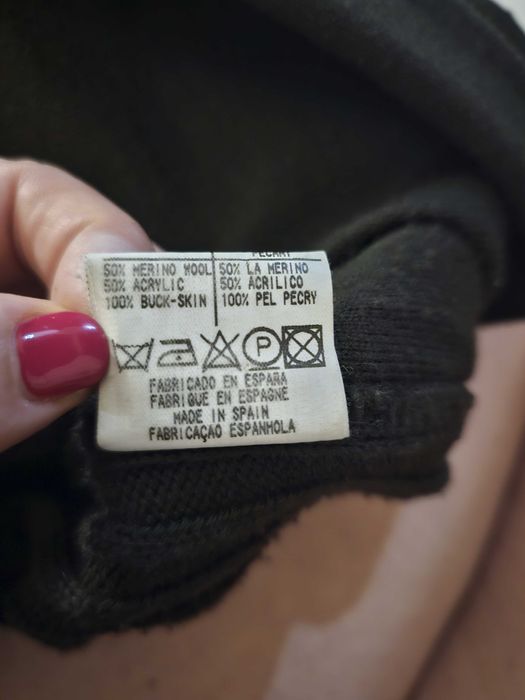 50% MERINO WOOL 50% LA MERINO
50% ACRYLIC 50% ACRILICO
100% BUCK-SKIN 100% PEL PECRY
P
FABRICADO EN ESPAÑA
FABRIQUE EN ESPAGNE
MADE IN SPAIN
FABRICAÇAO ESPANHOLA